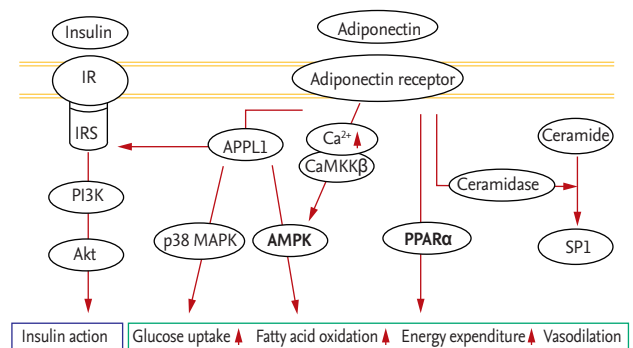 Insulin
Adiponectin
IR
Adiponectin receptor
IRS
APPL1
Ca²⁺
CaMKKβ
Ceramide
PI3K
Ceramidase
Akt
p38 MAPK
AMPK
PPARα
SP1
Insulin action
Glucose uptake Fatty acid oxidation Energy expenditure Vasodilation